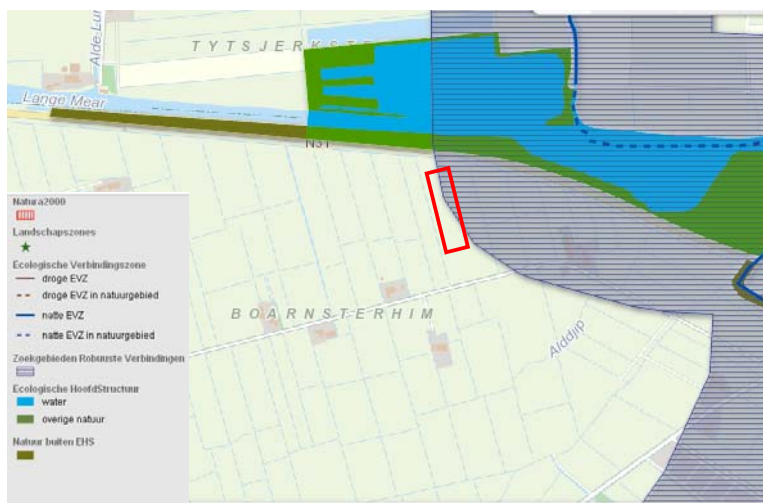 TYTSJERKST
Alde Lun
Lange Mear
N31
BOARNSTERHIM
Alddjip
Natura2000
Landschapszones
Ecologische Verbindingszone
droge EVZ
droge EVZ in natuurgebied
natte EVZ
natte EVZ in natuurgebied
Zoekgebieden Robuuste Verbindingen
Ecologische HoofdStructuur
water
overige natuur
Natuur buiten EHS